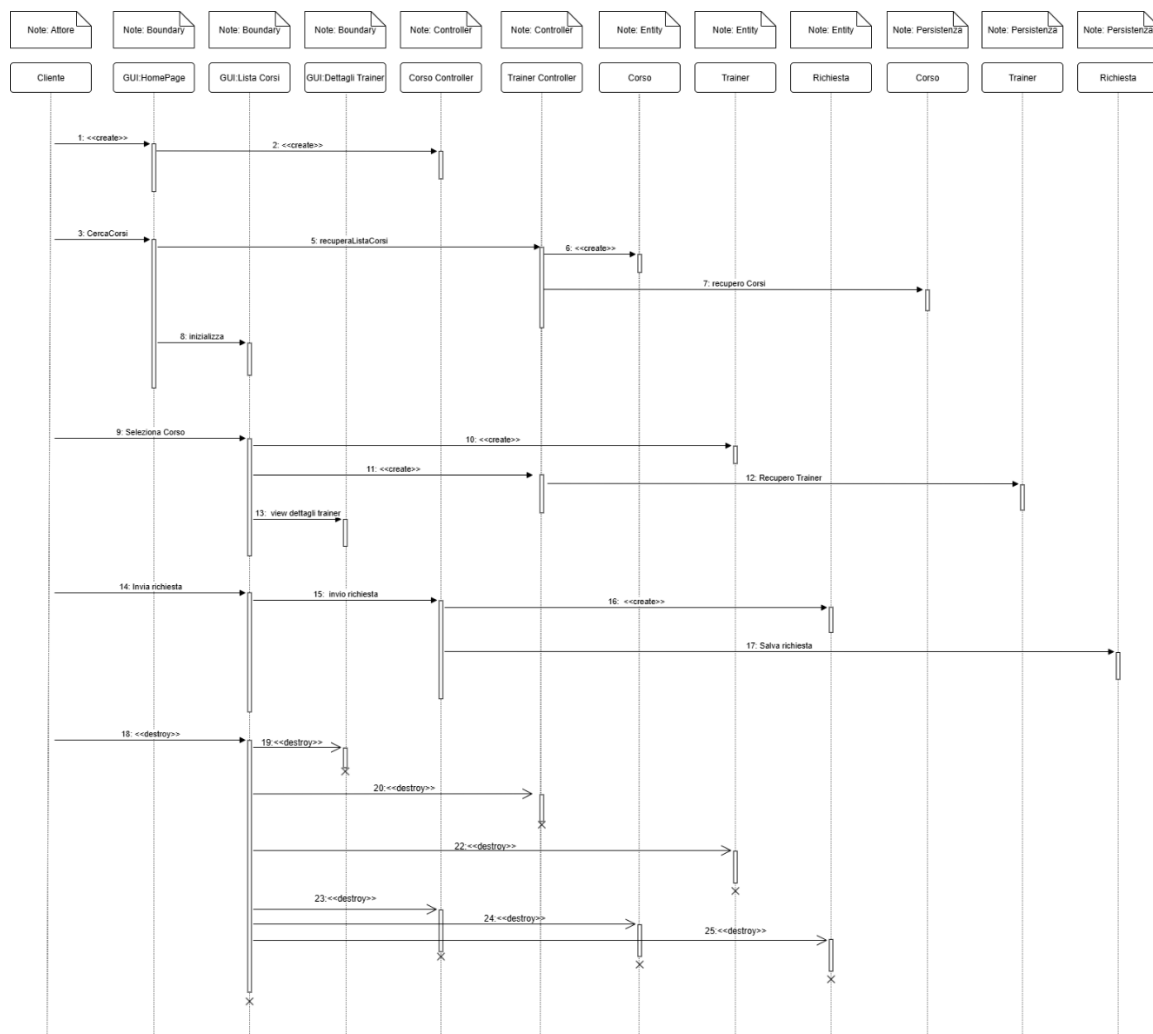 Note: Attore
Note: Boundary
Note: Boundary
Note: Boundary
Note: Controller
Note: Controller
Note: Entity
Note: Entity
Note: Entity
Note: Persistenza
Note: Persistenza
Note: Persistenza
Cliente
GUI:HomePage
GUI:Lista Corsi
GUI:Dettagli Trainer
Corso Controller
Trainer Controller
Corso
Trainer
Richiesta
Corso
Trainer
Richiesta
1: <<create>>
2: <<create>>
3: CercaCorsi
5: recuperaListaCorsi
6: <<create>>
7: recupero Corsi
8: inizializza
9: Seleziona Corso
10: <<create>>
11: <<create>>
12: Recupero Trainer
13: view dettagli trainer
14: Invia richiesta
15: invio richiesta
16: <<create>>
17: Salva richiesta
18: <<destroy>>
19:<<destroy>>
20:<<destroy>>
22:<<destroy>>
23:<<destroy>>
24:<<destroy>>
25:<<destroy>>